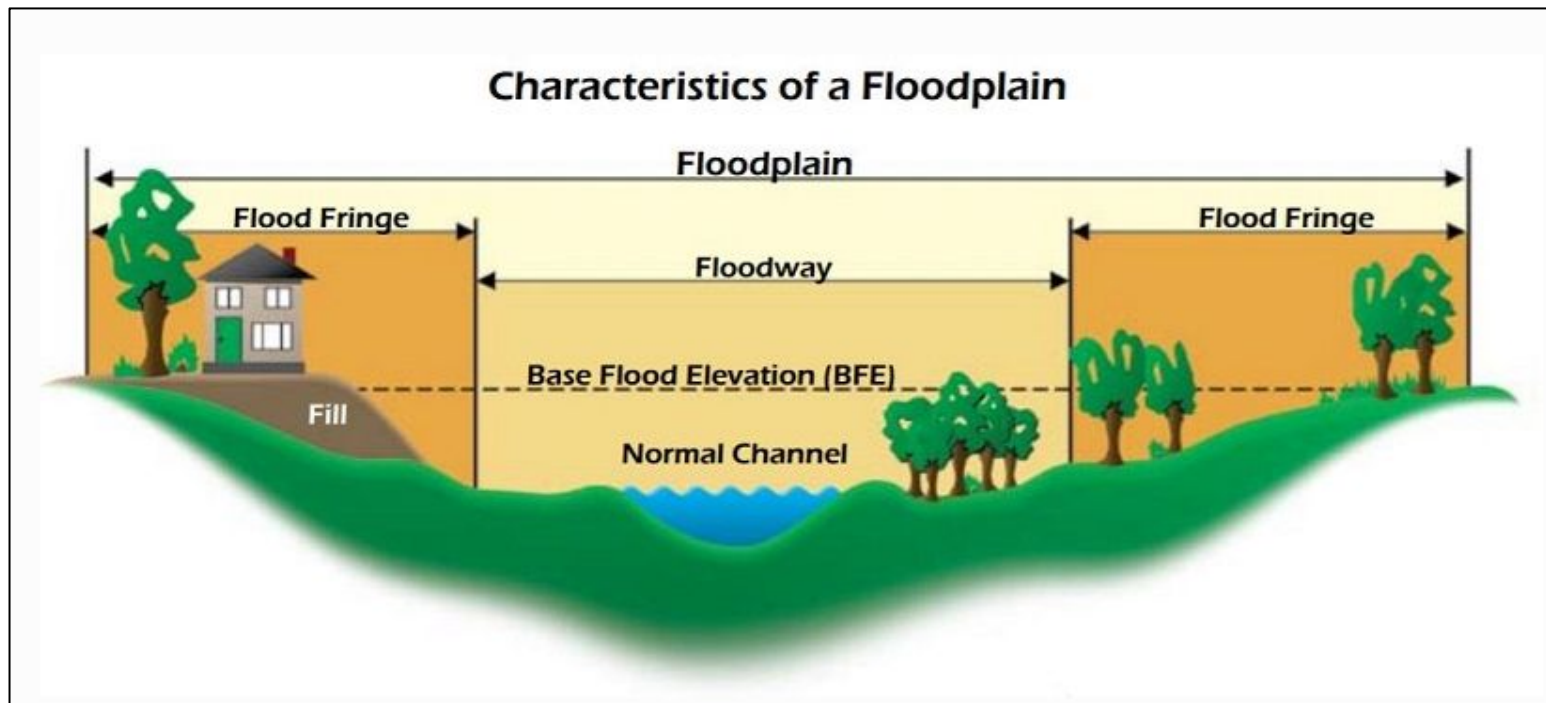 Characteristics of a Floodplain
Floodplain
Flood Fringe
Flood Fringe
Floodway
Base Flood Elevation (BFE)
Fill
Normal Channel